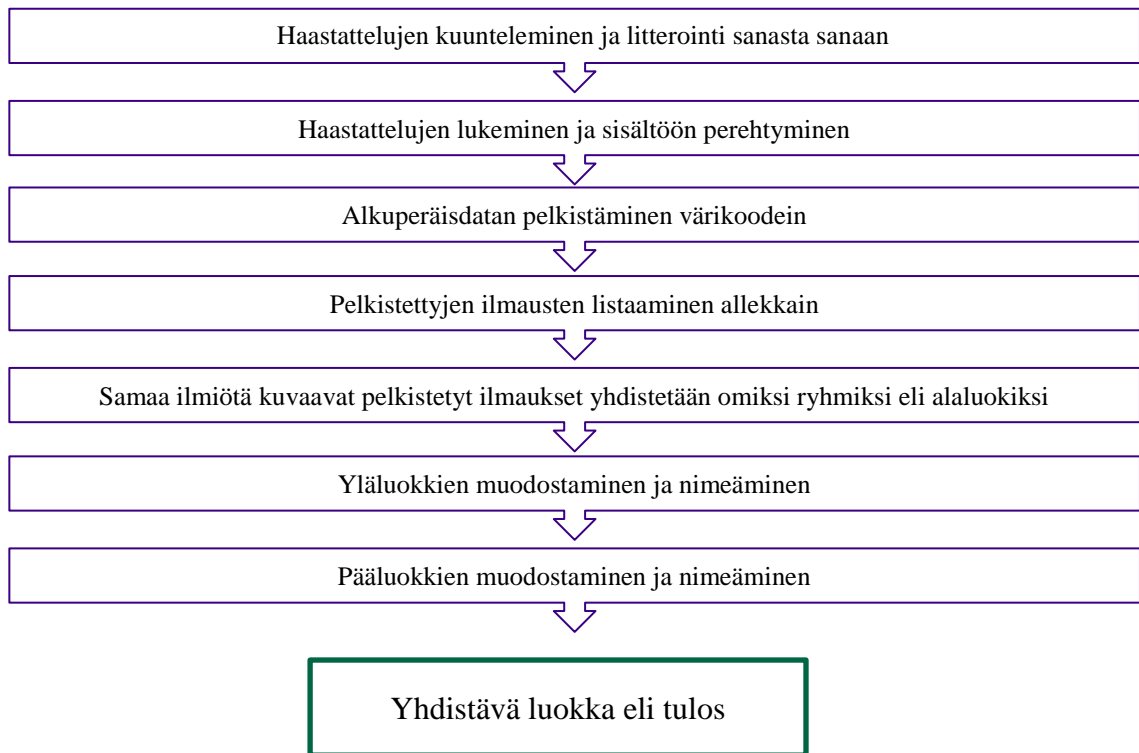 Haastattelujen kuunteleminen ja litterointi sanasta sanaan
Haastattelujen lukeminen ja sisältöön perehtyminen
Alkuperäisdatan pelkistäminen värikoodein
Pelkistettyjen ilmausten listaaminen allekkain
Samaa ilmiötä kuvaavat pelkistetyt ilmaukset yhdistetään omiksi ryhmiksi eli alaluokiksi
Yläluokkien muodostaminen ja nimeäminen
Pääluokkien muodostaminen ja nimeäminen
Yhdistävä luokka eli tulos